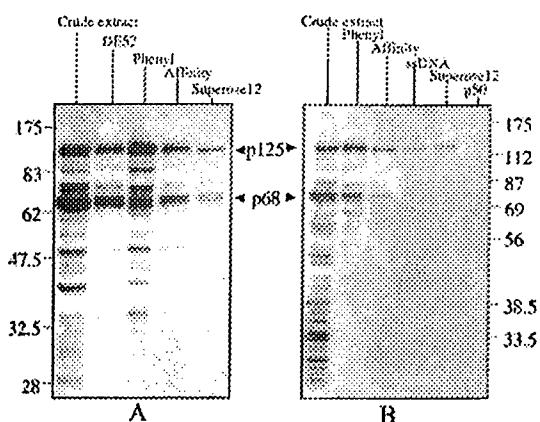 Crude extract
DE52
Phenyl
Affinity
Superose12
Crude extract
Phenyl
Affinity
ssDNA
Superose12
p50
175
83
62
47.5
32.5
28
p125
p68
175
112
87
69
56
38.5
33.5
A
B